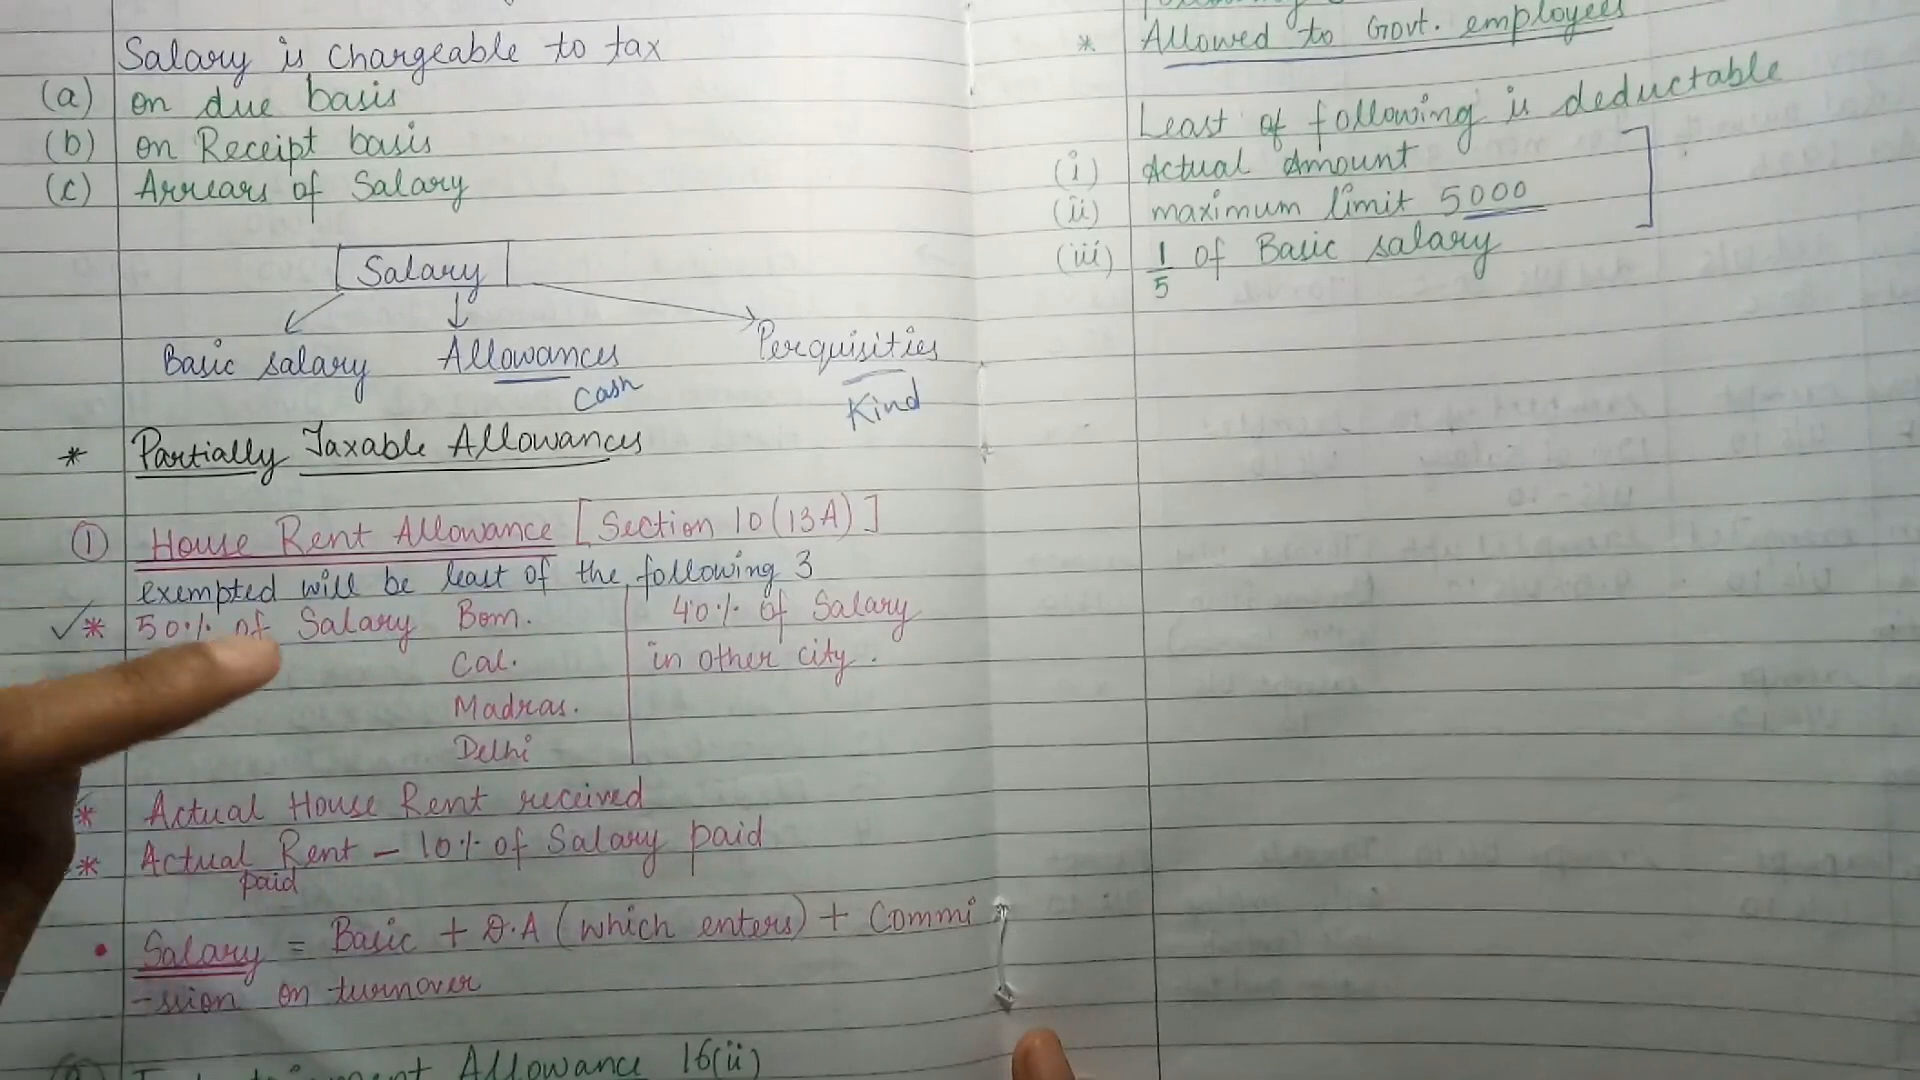 Salary is chargeable to tax
(a) on due basis
(b) on Receipt basis
(c) Arrears of Salary
Salary
Basic salary Allowances Perquisities
Cash Kind
* Partially Taxable Allowances
① House Rent Allowance [Section 10(13A)]
exempted will be least of the following 3
✓* 50% of Salary Bom. 40% of Salary
Cal. in other city.
Madras.
Delhi
* Actual House Rent received
* Actual Rent - 10% of Salary paid
paid
• Salary = Basic + D.A (which enters) + Commi
-ssion on turnover
Allowance 16(ii)
* Allowed to Govt. employees
Least of following is deductable
(i) Actual Amount
(ii) maximum limit 5000
(iii) 1/5 of Basic salary